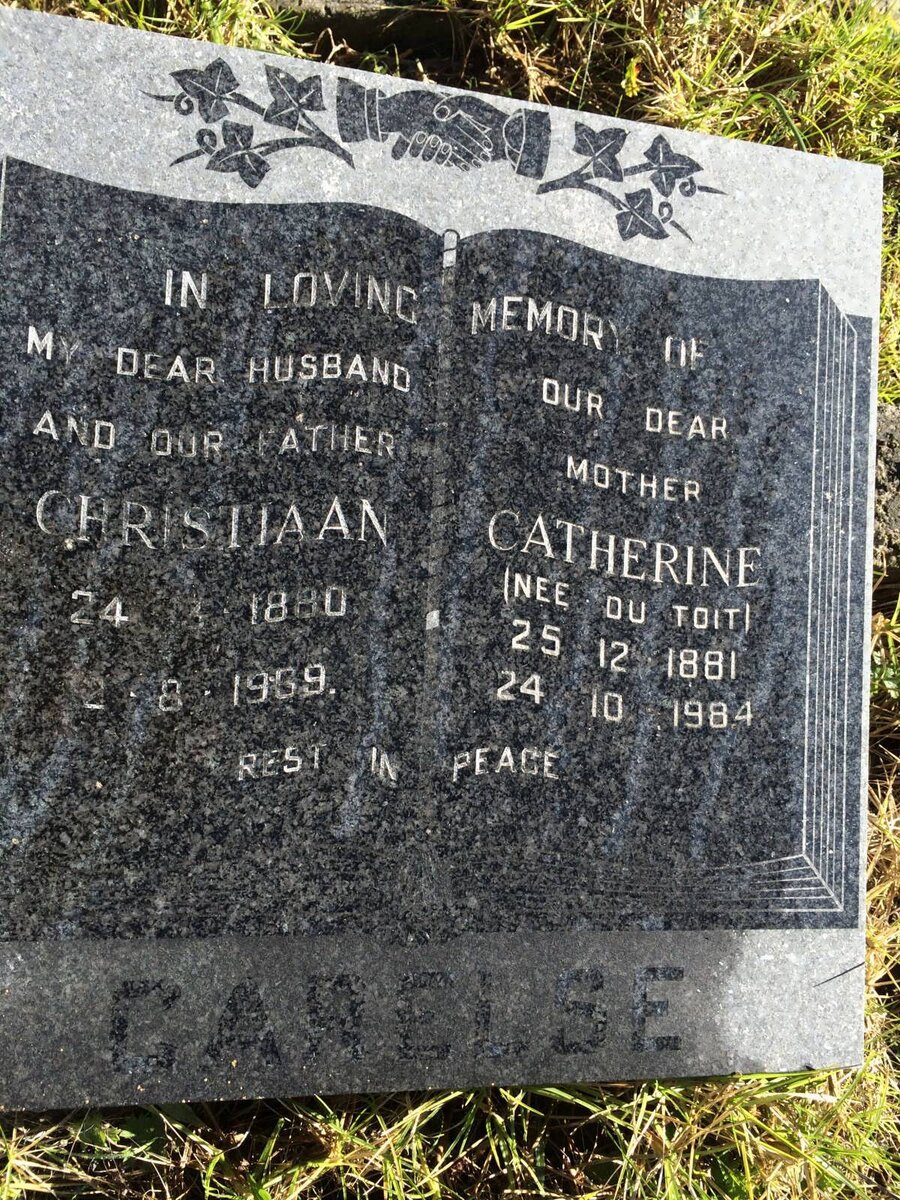 IN LOVING MEMORY OF
MY DEAR HUSBAND
AND OUR FATHER
CHRISTIAAN
24 1880
8
OUR DEAR
MOTHER
CATHERINE
(NEE DU TOIT)
25 · 12 · 1881
24 · 10 · 1984
REST IN PEACE
CARELSE